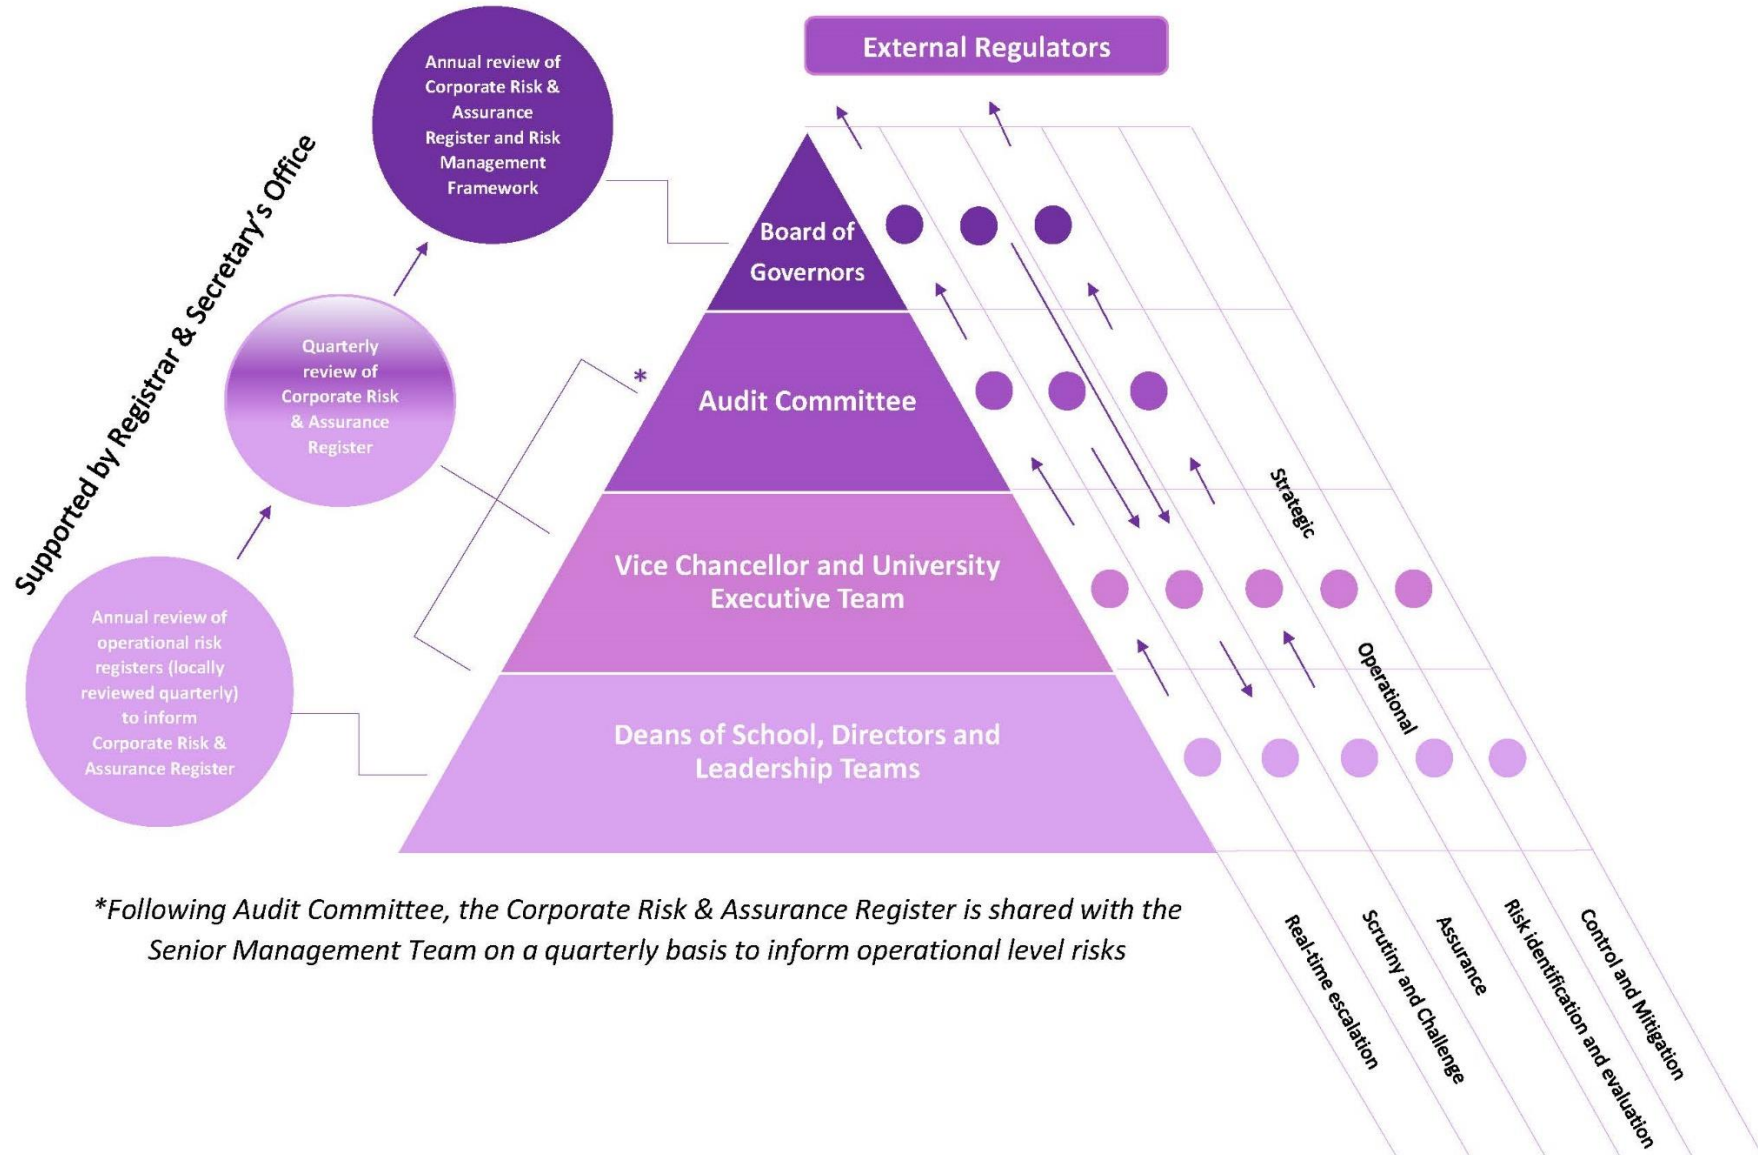 External Regulators
Annual review of
Corporate Risk &
Assurance
Register and Risk
Management
Framework
Supported by Registrar & Secretary's Office
Board of
Governors
Quarterly
review of
Corporate Risk
& Assurance
Register
*
Audit Committee
Strategic
Vice Chancellor and University
Executive Team
Annual review of
operational risk
registers (locally
reviewed quarterly)
to inform
Corporate Risk &
Assurance Register
Operational
Deans of School, Directors and
Leadership Teams
*Following Audit Committee, the Corporate Risk & Assurance Register is shared with the
Senior Management Team on a quarterly basis to inform operational level risks
Real-time escalation
Scrutiny and Challenge
Assurance
Risk identification and evaluation
Control and Mitigation